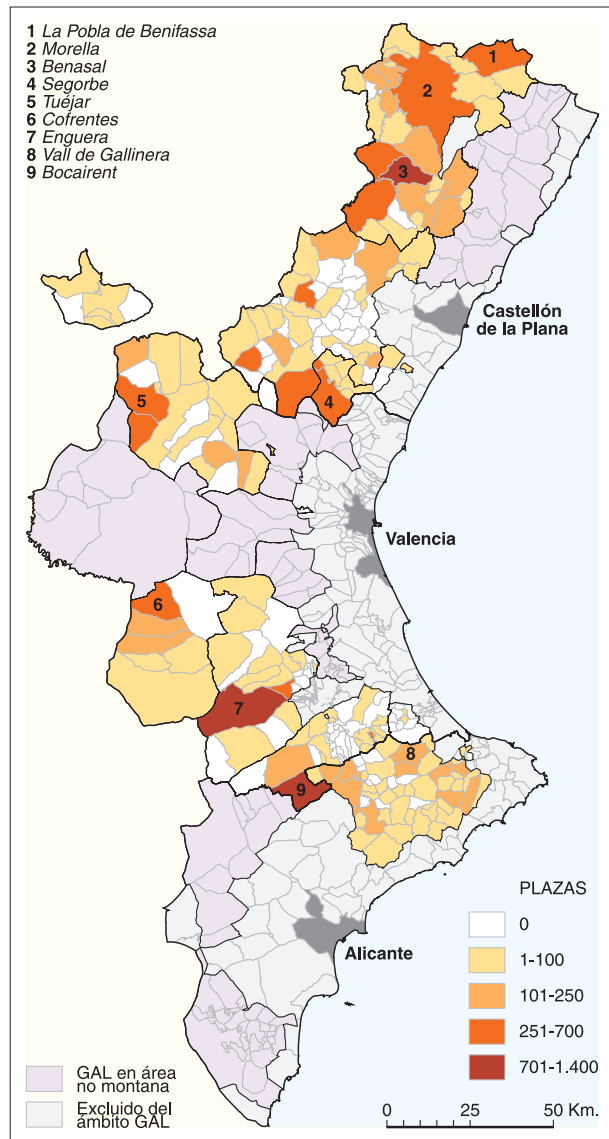 1 La Pobla de Benifassa
2 Morella
3 Benasal
4 Segorbe
5 Tuéjar
6 Cofrentes
7 Enguera
8 Vall de Gallinera
9 Bocairent
1
2
3
Castellón
de la Plana
4
5
Valencia
6
7
8
9
Alicante
PLAZAS
0
1-100
101-250
251-700
701-1.400
GAL en área
no montana
Excluido del
ámbito GAL
0 25 50 Km.